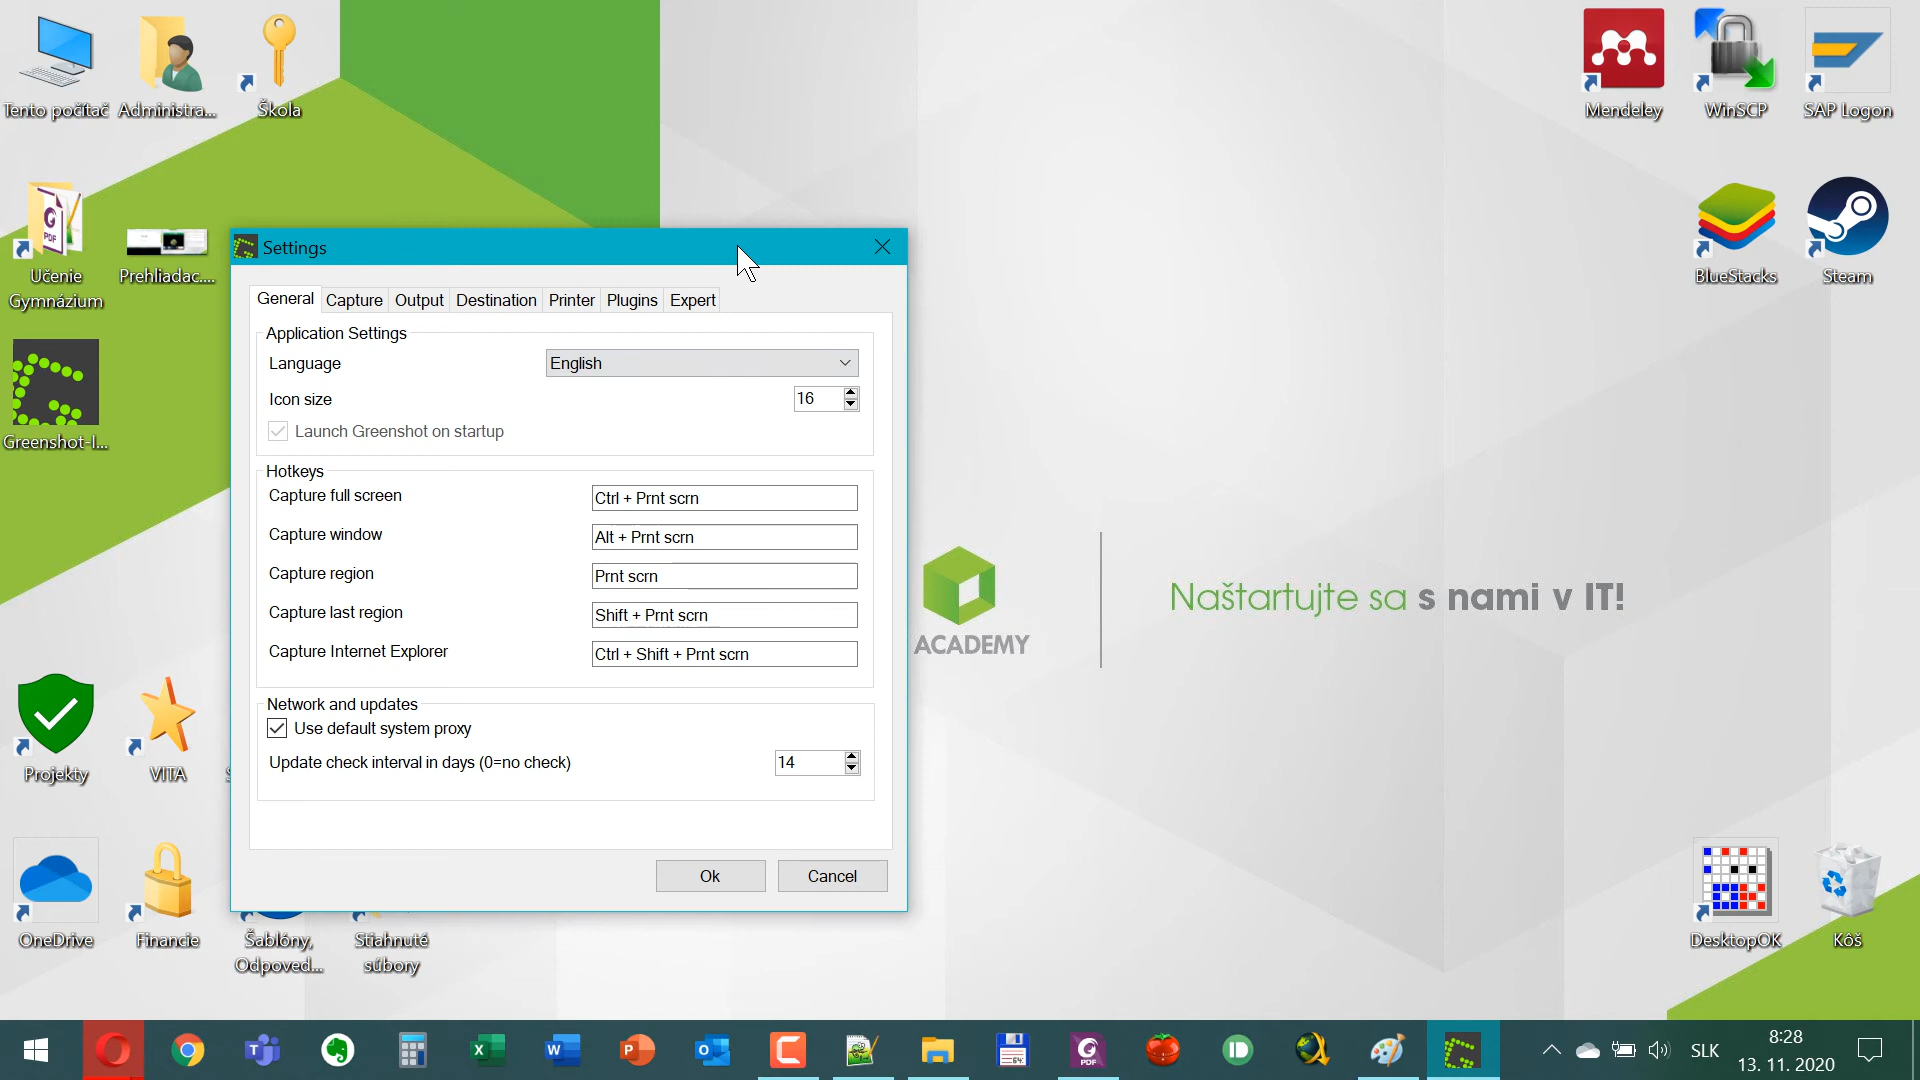 Tento počítač
Administra...
Škola
Mendeley
WinSCP
SAP Logon
Učenie
Gymnázium
Prehliadac....
BlueStacks
Steam
Greenshot-I...
Settings
General
Capture
Output
Destination
Printer
Plugins
Expert
Application Settings
Language
English
Icon size
16
Launch Greenshot on startup
Hotkeys
Capture full screen
Ctrl + Prnt scrn
Capture window
Alt + Prnt scrn
Capture region
Prnt scrn
Capture last region
Shift + Prnt scrn
Capture Internet Explorer
Ctrl + Shift + Prnt scrn
Network and updates
Use default system proxy
Update check interval in days (0=no check)
14
Ok
Cancel
ACADEMY
Naštartujte sa s nami v IT!
Projekty
VITA
OneDrive
Financie
Šablóny,
Odpoved...
Stiahnuté
súbory
DesktopOK
Kôš
SLK
8:28
13. 11. 2020